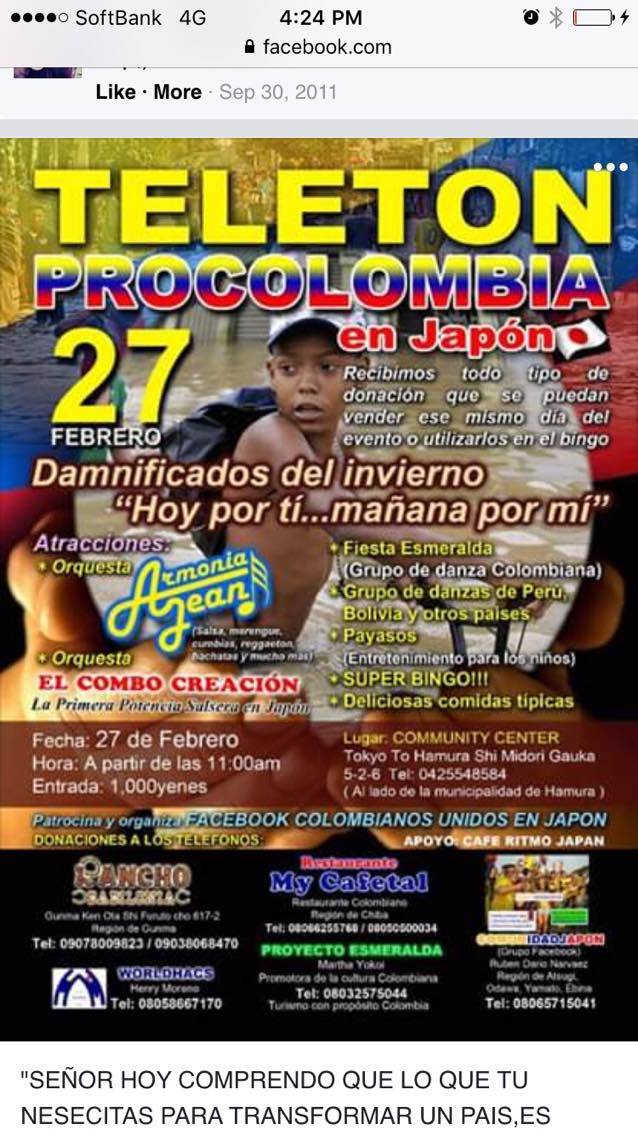 SoftBank 4G 4:24 PM
facebook.com
Like · More · Sep 30, 2011
TELETON
PROCOLOMBIA
en Japón
27
FEBRERO
Recibimos todo tipo de
donación que se puedan
vender ese mismo día del
evento o utilizarlos en el bingo
Damnificados del invierno
“Hoy por tí...mañana por mí”
Atracciones:
* Orquesta
Armonia
Jean
(Salsa, merengue,
cumbias, reggaeton,
bachatas y mucho mas)
* Orquesta
EL COMBO CREACIÓN
La Primera Potencia Salsera en Japón
* Fiesta Esmeralda
(Grupo de danza Colombiana)
* Grupo de danzas de Perú,
Bolivia y otros paises
* Payasos
(Entretenimiento para los niños)
* SUPER BINGO!!!
* Deliciosas comidas típicas
Fecha: 27 de Febrero
Hora: A partir de las 11:00am
Entrada: 1,000yenes
Lugar: COMMUNITY CENTER
Tokyo To Hamura Shi Midori Gauka
5-2-6 Tel: 0425548584
( Al lado de la municipalidad de Hamura )
Patrocina y organiza FACEBOOK COLOMBIANOS UNIDOS EN JAPON
DONACIONES A LOS TELEFONOS:
APOYO: CAFE RITMO JAPAN
RANCHO
Gunma Ken Ota Shi Furudo cho 617-2
Región de Gunma
Tel: 09078009823 / 09038068470
WORLDHACS
Henry Moreno
Tel: 08058667170
Restaurante
My Cafetal
Restaurante Colombiano
Región de Chiba
Tel: 08066255768 / 08050500034
PROYECTO ESMERALDA
Martha Yokoi
Promotora de la cultura Colombiana
Tel: 08032575044
Turismo con propósito Colombia
COMUNIDADJAPON
(Grupo Facebook)
Ruben Dario Narvaez
Región de Atsugi,
Odawa, Yamato, Ebina
Tel: 08065715041
"SEÑOR HOY COMPRENDO QUE LO QUE TU
NESECITAS PARA TRANSFORMAR UN PAIS,ES